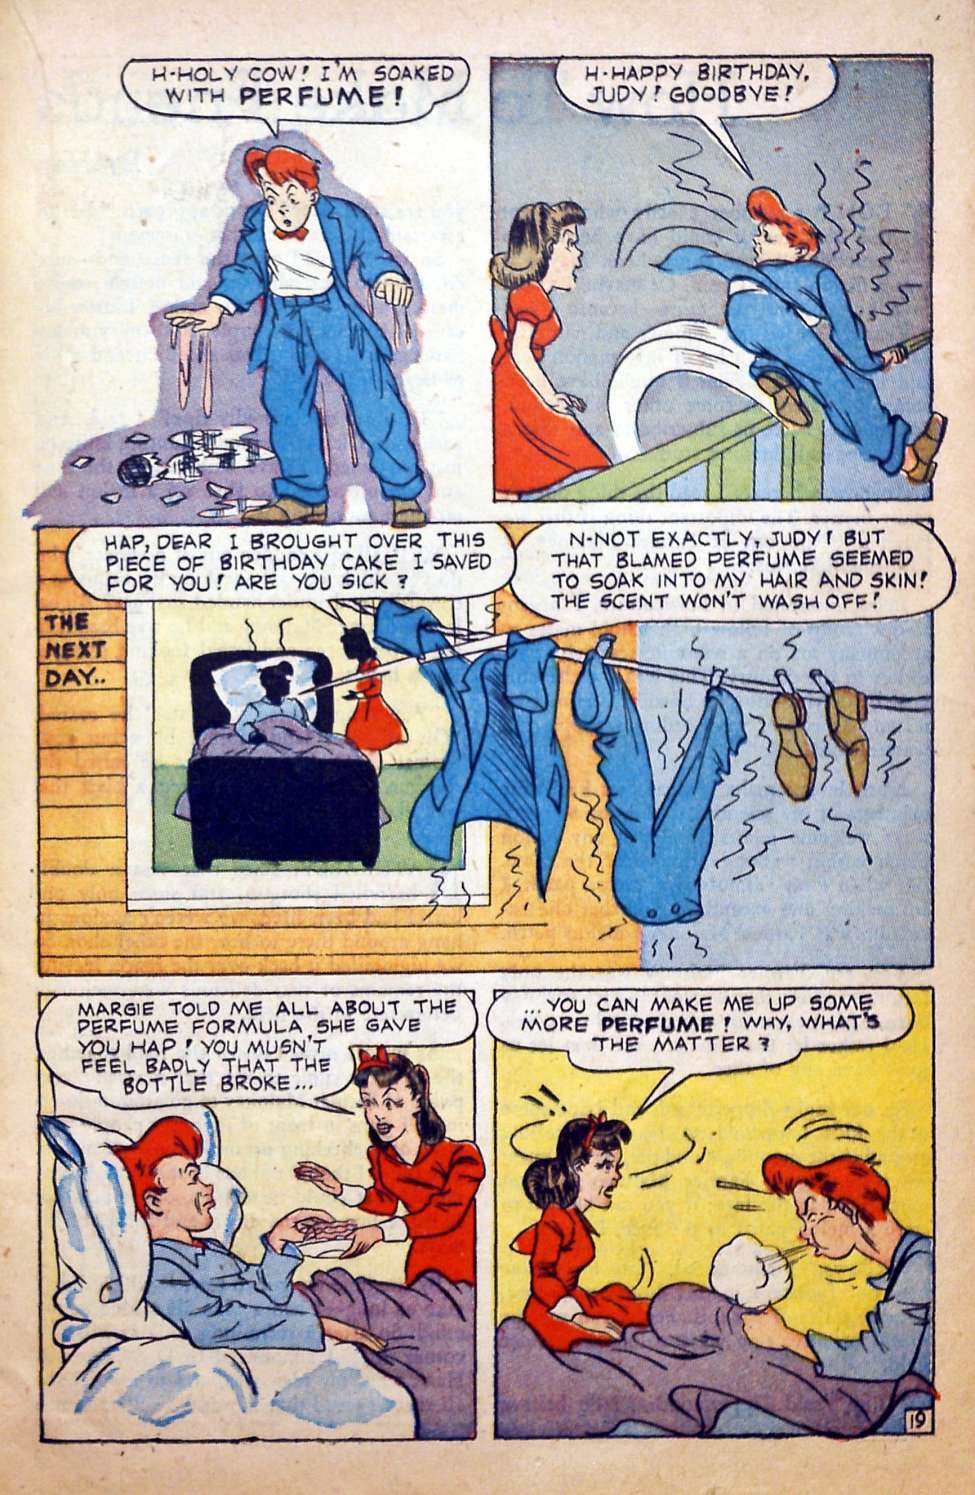 H-HOLY COW! I'M SOAKED
WITH PERFUME!
H-HAPPY BIRTHDAY,
JUDY! GOODBYE!
THE
NEXT
DAY..
HAP, DEAR I BROUGHT OVER THIS
PIECE OF BIRTHDAY CAKE I SAVED
FOR YOU! ARE YOU SICK?
N-NOT EXACTLY, JUDY! BUT
THAT BLAMED PERFUME SEEMED
TO SOAK INTO MY HAIR AND SKIN!
THE SCENT WON'T WASH OFF!
MARGIE TOLD ME ALL ABOUT THE
PERFUME FORMULA SHE GAVE
YOU HAP! YOU MUSN'T
FEEL BADLY THAT THE
BOTTLE BROKE...
...YOU CAN MAKE ME UP SOME
MORE PERFUME! WHY, WHAT'S
THE MATTER?
19